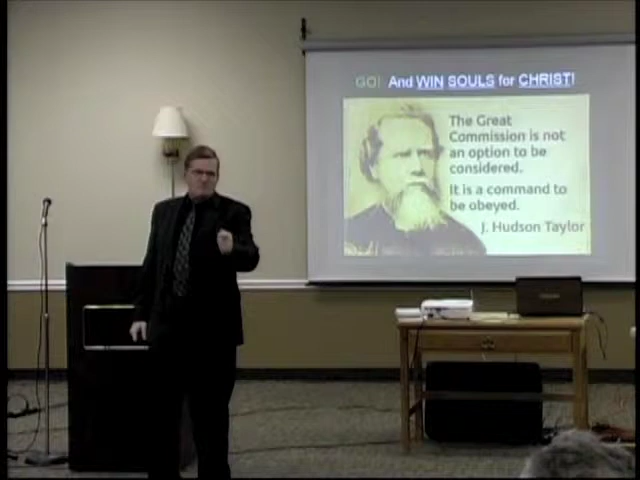 GO! And WIN SOULS for CHRIST!
The Great
Commission is not
an option to be
considered.
It is a command to
be obeyed.
J. Hudson Taylor